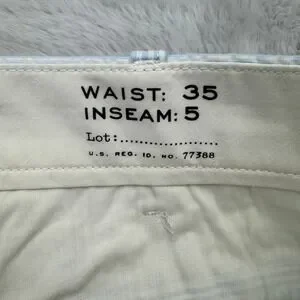 WAIST: 35
INSEAM: 5
Lot:....................
U.S. REG. ID. NO. 77388